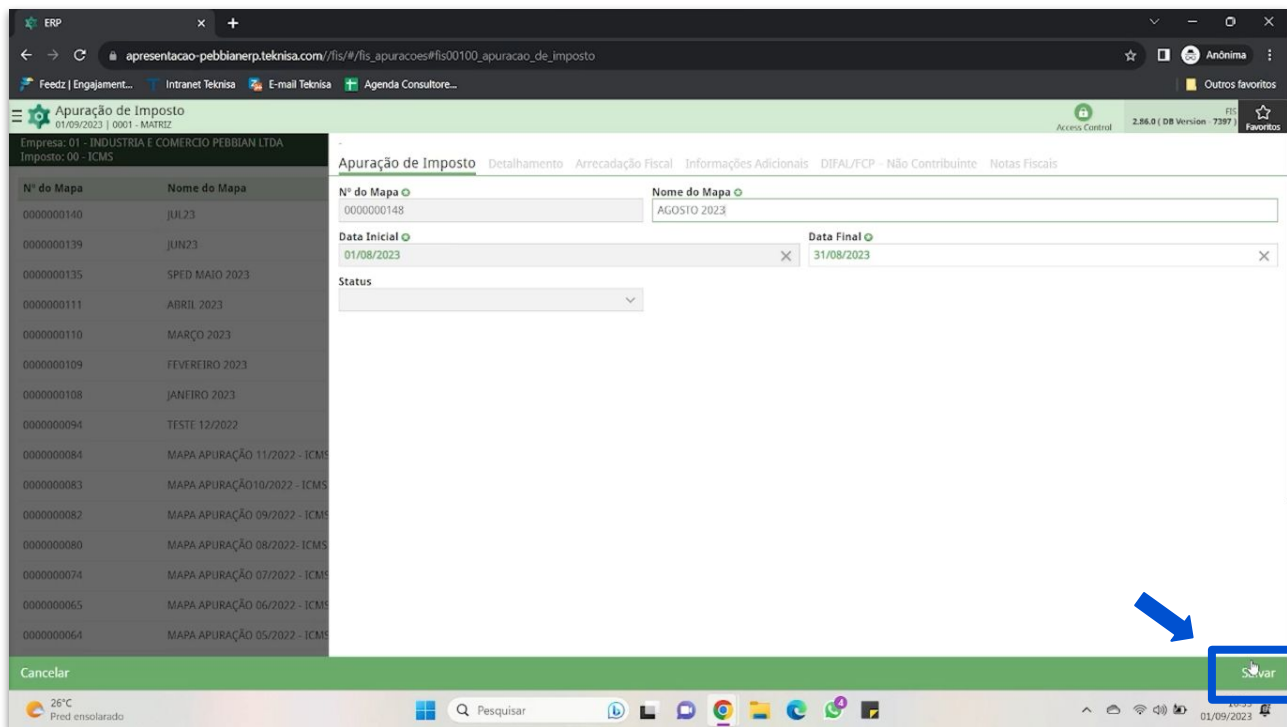 ERP
apresentacao-pebbianerp.teknisa.com//fis/#/fis_apuracoes#fis00100_apuracao_de_imposto
Anônima
Feedz | Engajament...
Intranet Teknisa
E-mail Teknisa
Agenda Consultore...
Outros favoritos
Apuração de Imposto
01/09/2023 | 0001 - MATRIZ
Access Control
FIS
2.86.0 ( DB Version - 7397 )
Favoritos
Empresa: 01 - INDUSTRIA E COMERCIO PEBBIAN LTDA
Imposto: 00 - ICMS
Nº do Mapa Nome do Mapa
0000000140 JUL23
0000000139 JUN23
0000000135 SPED MAIO 2023
0000000111 ABRIL 2023
0000000110 MARÇO 2023
0000000109 FEVEREIRO 2023
0000000108 JANEIRO 2023
0000000094 TESTE 12/2022
0000000084 MAPA APURAÇÃO 11/2022 - ICMS
0000000083 MAPA APURAÇÃO10/2022 - ICMS
0000000082 MAPA APURAÇÃO 09/2022 - ICMS
0000000080 MAPA APURAÇÃO 08/2022- ICMS
0000000074 MAPA APURAÇÃO 07/2022 - ICMS
0000000065 MAPA APURAÇÃO 06/2022 - ICMS
0000000064 MAPA APURAÇÃO 05/2022 - ICMS
Apuração de Imposto Detalhamento Arrecadação Fiscal Informações Adicionais DIFAL/FCP - Não Contribuinte Notas Fiscais
Nº do Mapa
0000000148
Nome do Mapa
AGOSTO 2023
Data Inicial
01/08/2023
Data Final
31/08/2023
Status
Cancelar
Salvar
26°C
Pred ensolarado
Pesquisar
4
01/09/2023